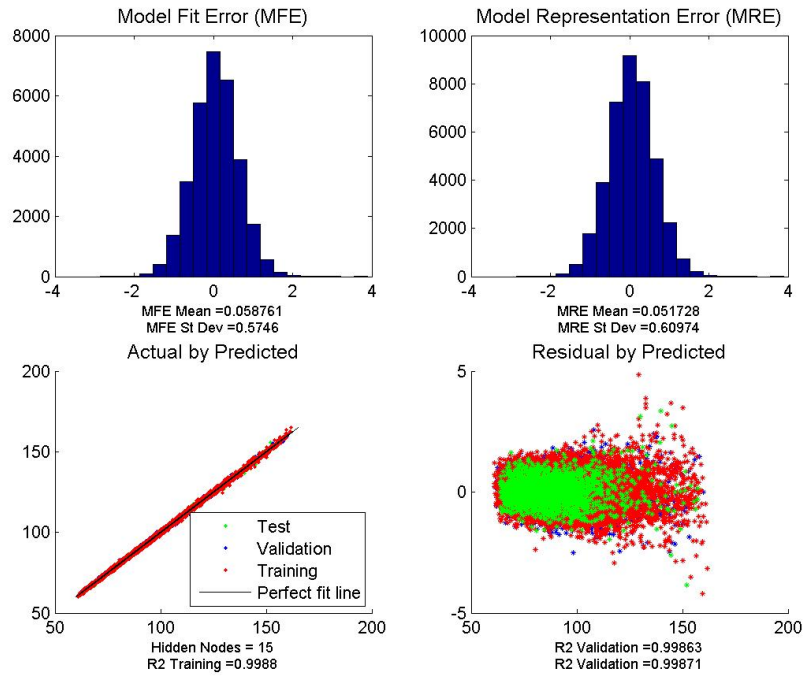 Model Fit Error (MFE)
8000
6000
4000
2000
0
-4
-2
0
2
4
MFE Mean =0.058761
MFE St Dev =0.5746
Model Representation Error (MRE)
10000
8000
6000
4000
2000
0
-4
-2
0
2
4
MRE Mean =0.051728
MRE St Dev =0.60974
Actual by Predicted
200
150
100
50
50
100
150
200
Test
Validation
Training
Perfect fit line
Hidden Nodes = 15
R2 Training =0.9988
Residual by Predicted
5
0
-5
50
100
150
200
R2 Validation =0.99863
R2 Validation =0.99871